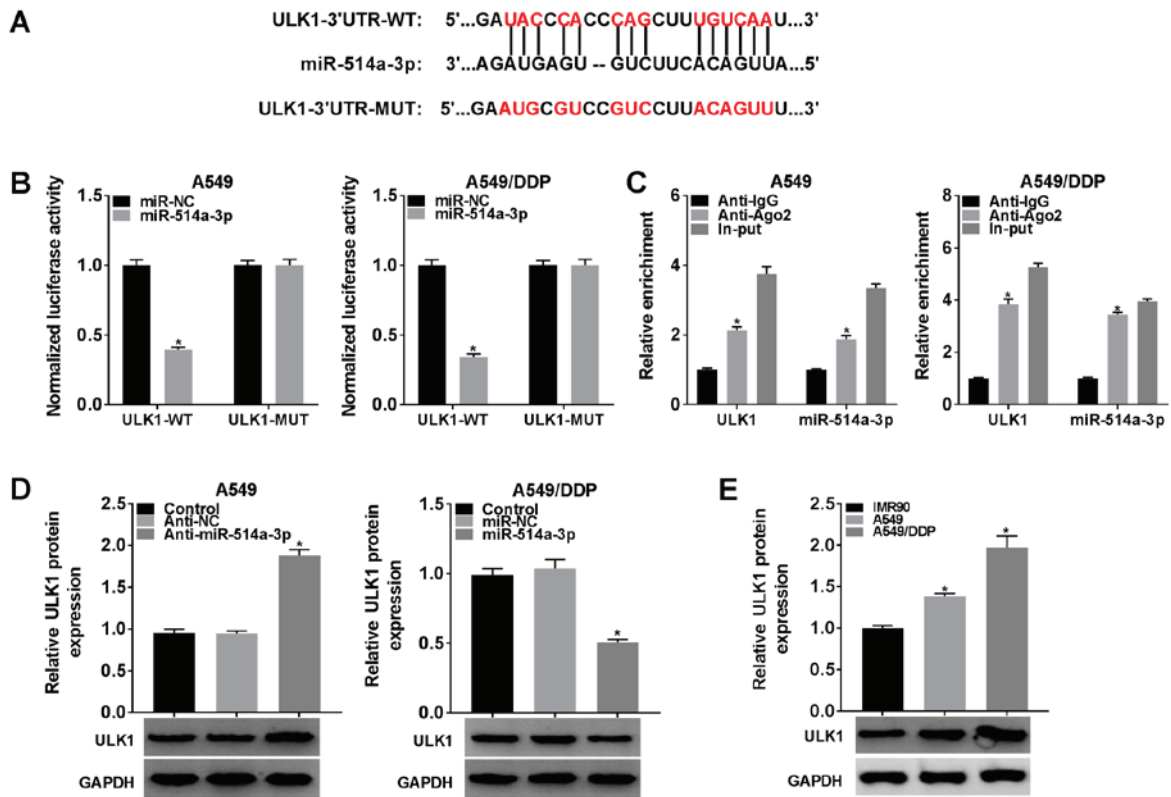 A
ULK1-3'UTR-WT: 5'...GAUACCCACCCAGCUUUGUCAAU...3'
miR-514a-3p: 3'...AGAUGAGU--GUCUUCACAGUUA...5'
ULK1-3'UTR-MUT: 5'...GAAUGCGUCCGUCCUUACAGUUU...3'
B
A549
miR-NC
miR-514a-3p
Normalized luciferase activity
1.5
1.0
0.5
0.0
*
ULK1-WT ULK1-MUT
A549/DDP
miR-NC
miR-514a-3p
Normalized luciferase activity
1.5
1.0
0.5
0.0
*
ULK1-WT ULK1-MUT
C
A549
Anti-IgG
Anti-Ago2
In-put
Relative enrichiment
6
4
2
0
* *
ULK1 miR-514a-3p
A549/DDP
Anti-IgG
Anti-Ago2
In-put
Relative enrichment
8
6
4
2
0
* *
ULK1 miR-514a-3p
D
A549
Control
Anti-NC
Anti-miR-514a-3p
Relative ULK1 protein
expression
2.5
2.0
1.5
1.0
0.5
0.0
*
ULK1
GAPDH
A549/DDP
Control
miR-NC
miR-514a-3p
Relative ULK1 protein
expression
1.5
1.0
0.5
0.0
*
ULK1
GAPDH
E
IMR90
A549
A549/DDP
Relative ULK1 protein
expression
2.5
2.0
1.5
1.0
0.5
0.0
* *
ULK1
GAPDH